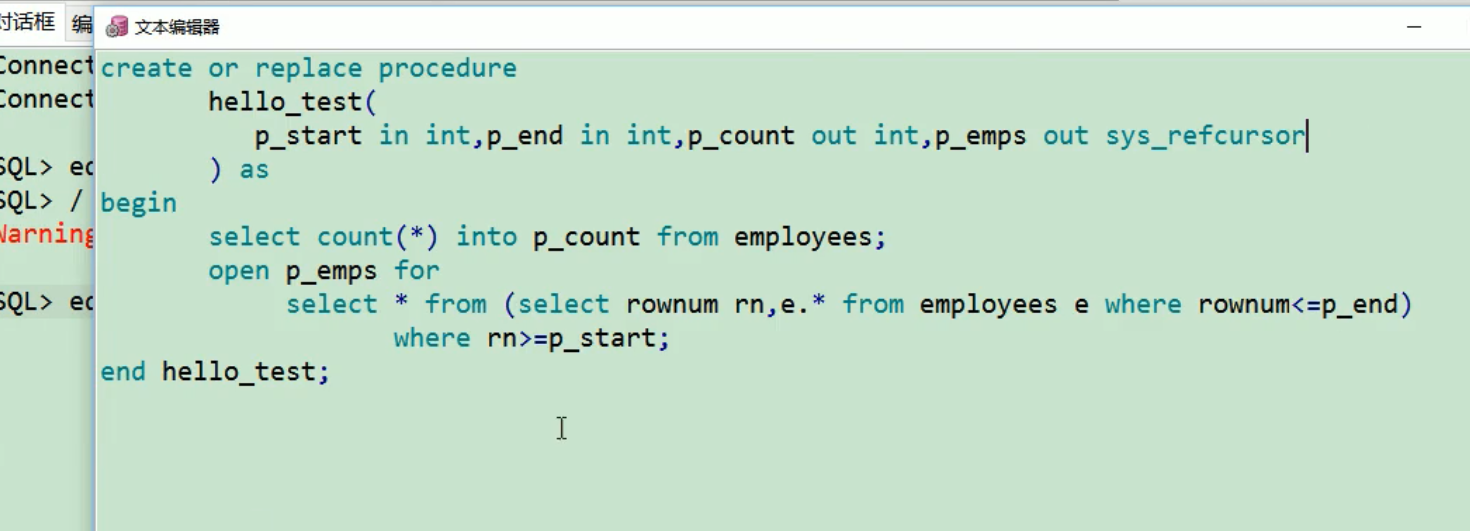 对话框 编
文本编辑器
Connect
Connect
SQL> ed
SQL> /
Warning
SQL> ed
create or replace procedure
hello_test(
p_start in int,p_end in int,p_count out int,p_emps out sys_refcursor
) as
begin
select count(*) into p_count from employees;
open p_emps for
select * from (select rownum rn,e.* from employees e where rownum<=p_end)
where rn>=p_start;
end hello_test;